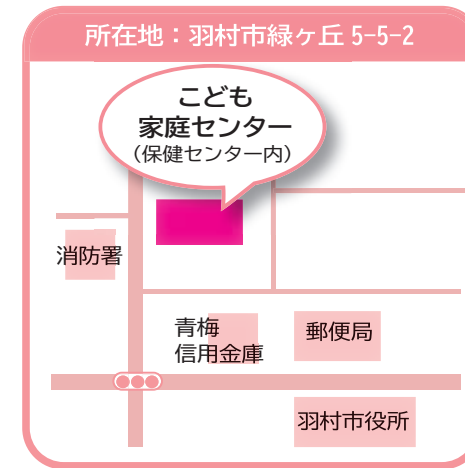 所在地：羽村市緑ヶ丘 5-5-2
こども
家庭センター
（保健センター内）
消防署
青梅
信用金庫
郵便局
羽村市役所